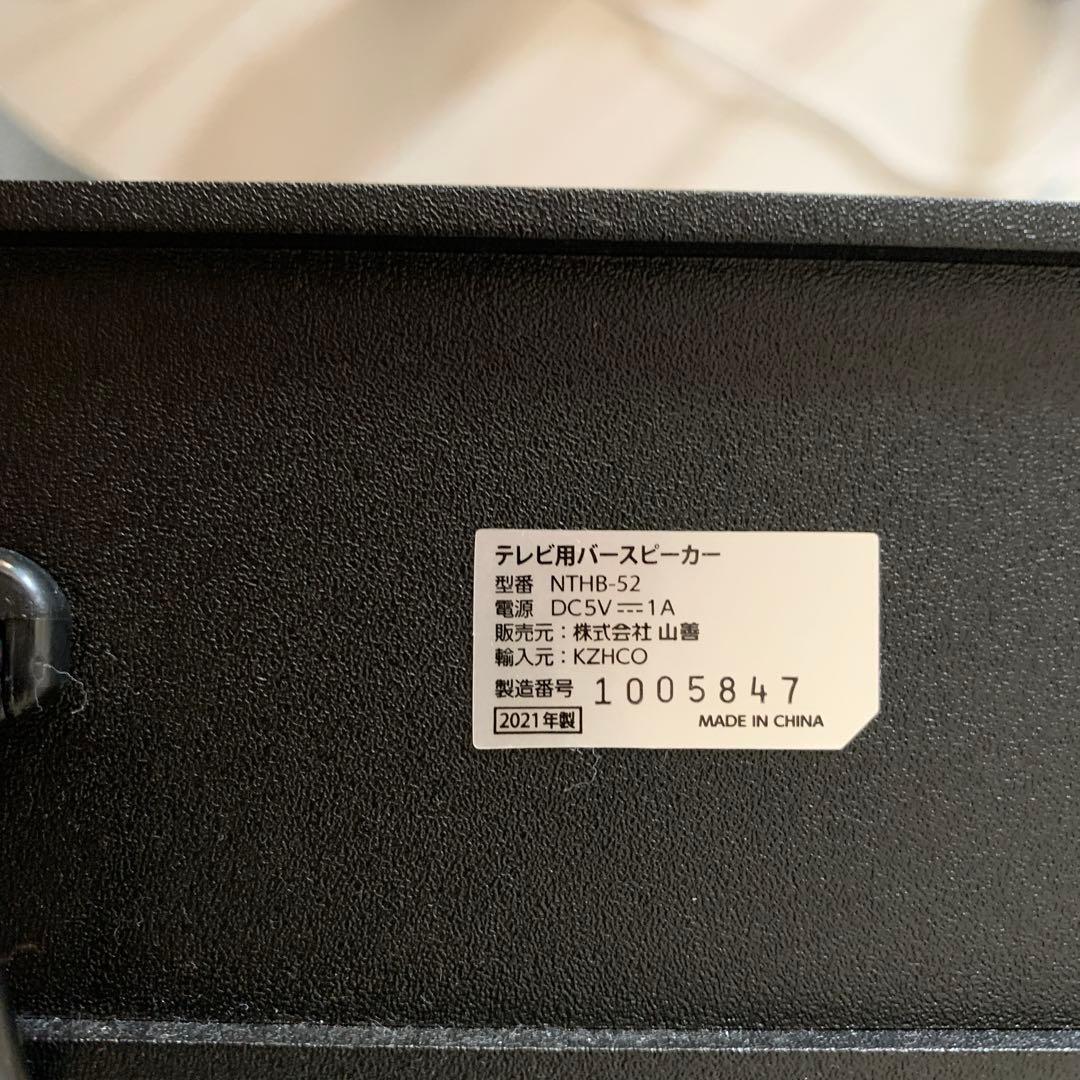 テレビ用バースピーカー
型番 NTHB-52
電源 DC5V⎓1A
販売元：株式会社 山善
輸入元：KZHCO
製造番号 1005847
2021年製 MADE IN CHINA